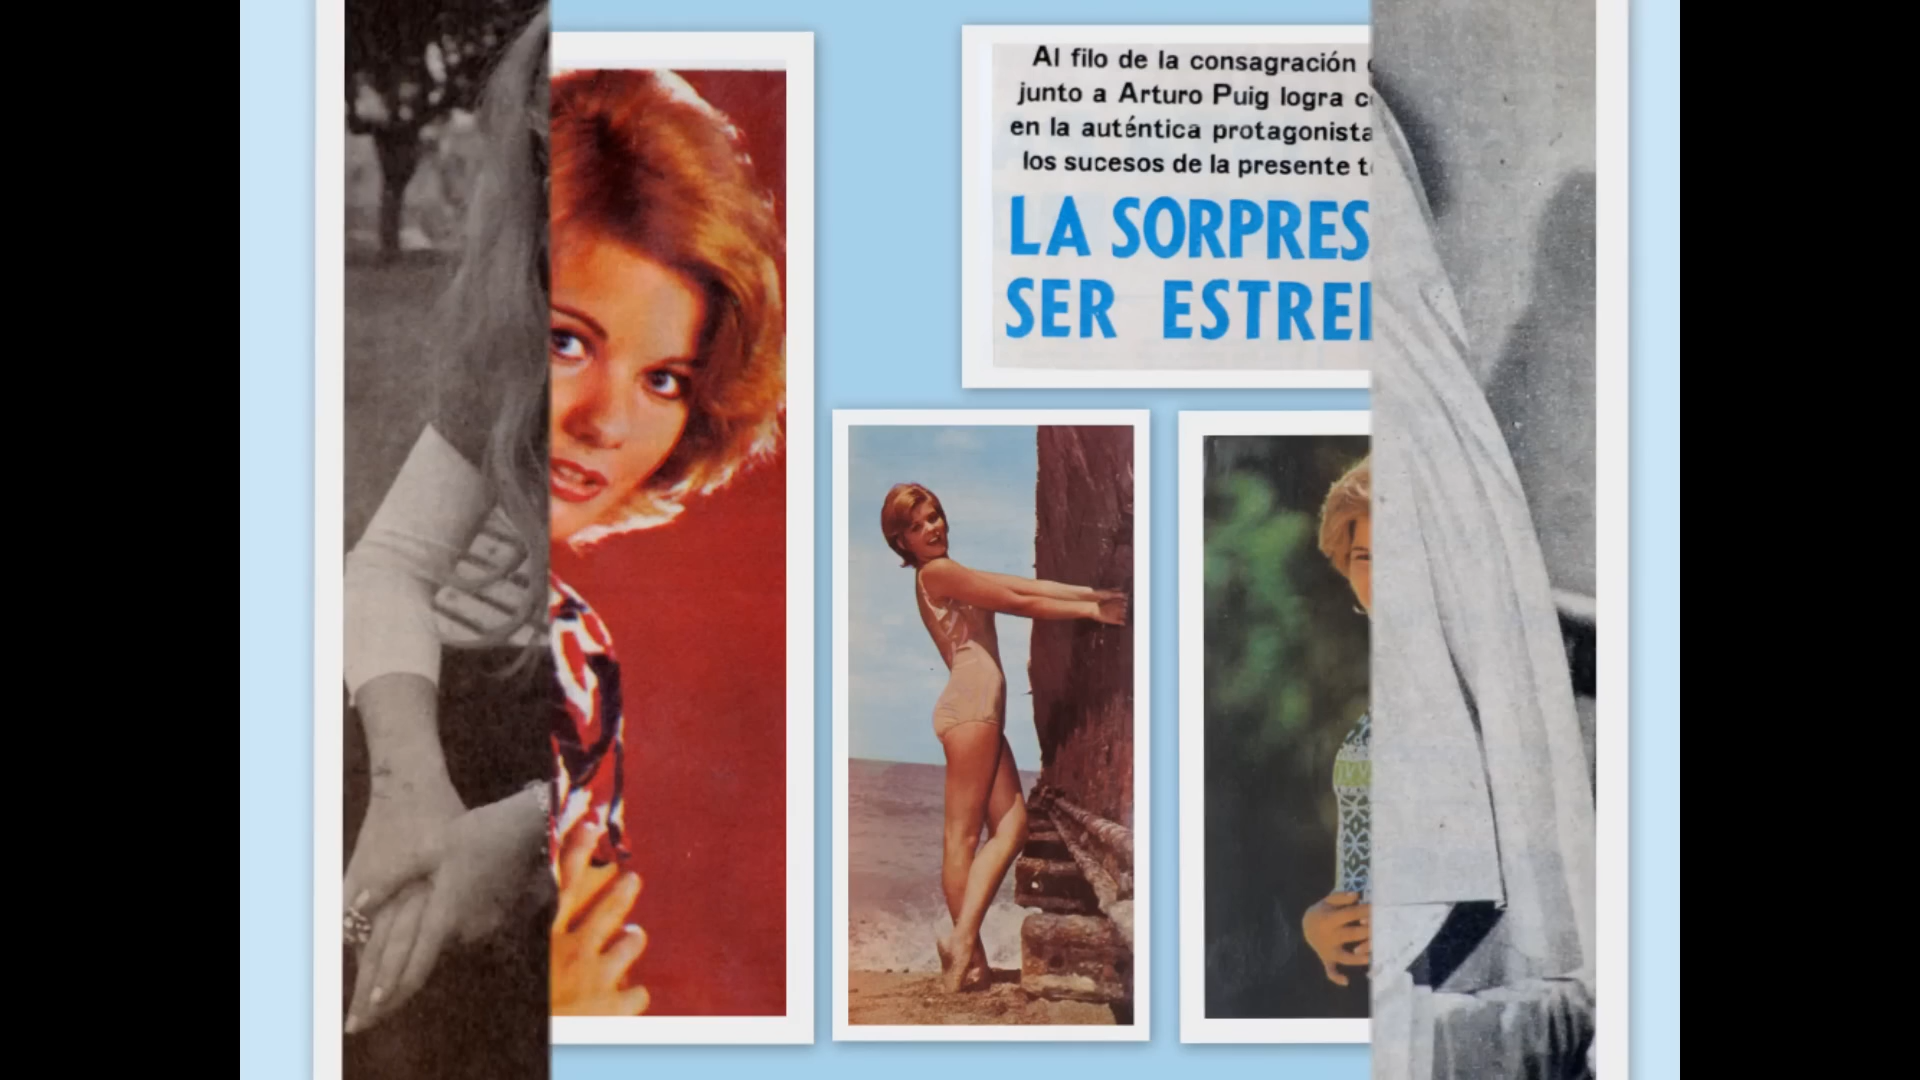 Al filo de la consagración
junto a Arturo Puig logra
en la auténtica protagonista
los sucesos de la presente
LA SORPRES
SER ESTRE